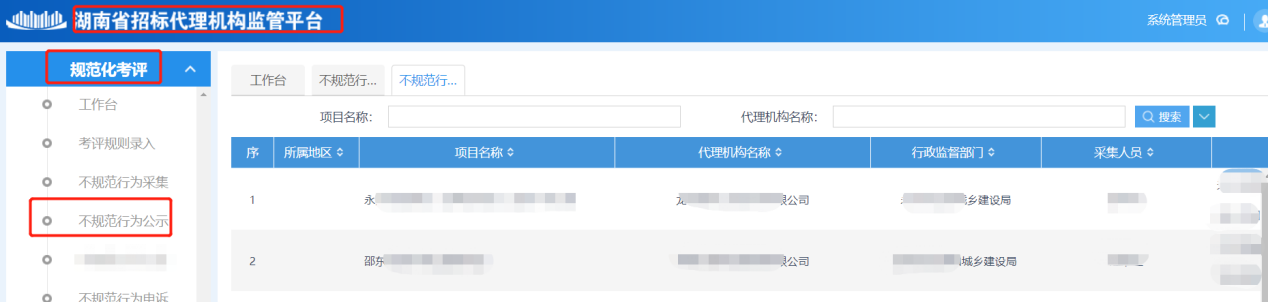 湖南省招标代理机构监管平台
系统管理员
规范化考评
工作台
考评规则录入
不规范行为采集
不规范行为公示
不规范行为申诉
工作台 不规范行... 不规范行...
项目名称: 代理机构名称: 搜索
序 所属地区 项目名称 代理机构名称 行政监督部门 采集人员
1 永 龙 限公司 乡建设局
2 邵东 限公司 城乡建设局